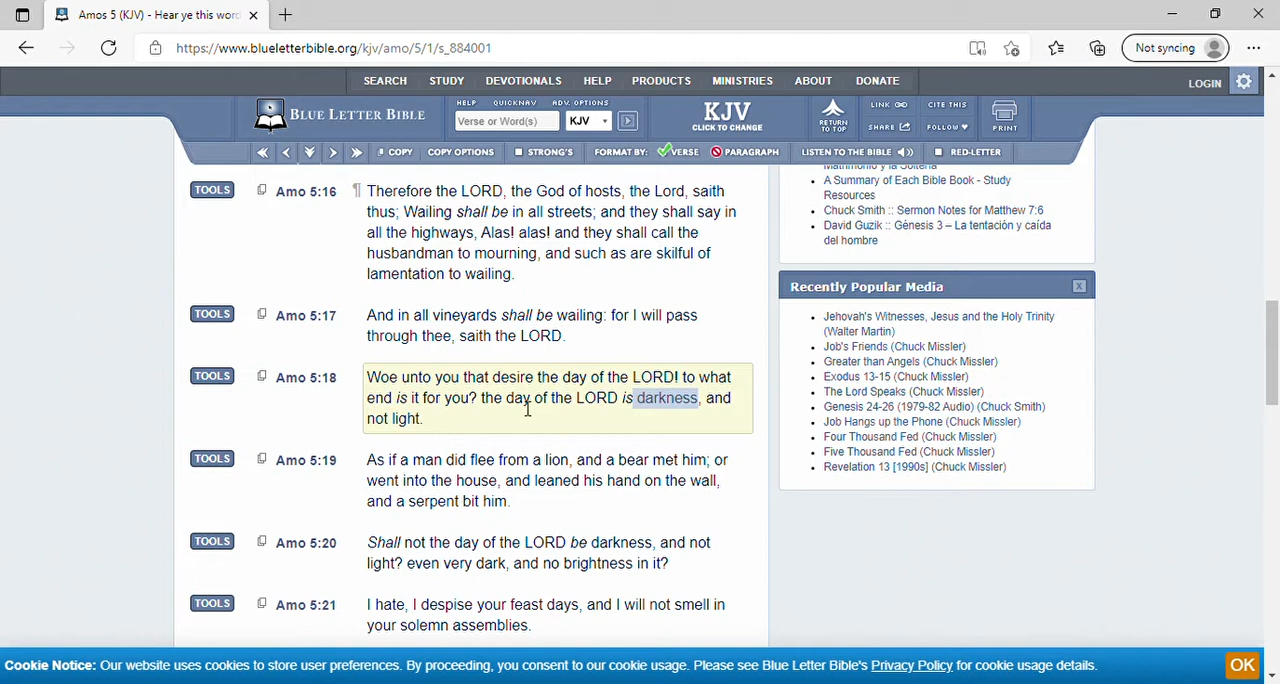 Amos 5 (KJV) - Hear ye this word
https://www.blueletterbible.org/kjv/amo/5/1/s_884001
Not syncing
SEARCH STUDY DEVOTIONALS HELP PRODUCTS MINISTRIES ABOUT DONATE
LOGIN
BLUE LETTER BIBLE
HELP QUICKNAV ADV. OPTIONS
Verse or Word(s) KJV
KJV
CLICK TO CHANGE
RETURN
TO TOP
LINK CITE THIS
SHARE FOLLOW
PRINT
COPY COPY OPTIONS STRONG'S FORMAT BY: VERSE PARAGRAPH LISTEN TO THE BIBLE RED-LETTER
TOOLS Amo 5:16 ¶ Therefore the LORD, the God of hosts, the Lord, saith
thus; Wailing shall be in all streets; and they shall say in
all the highways, Alas! alas! and they shall call the
husbandman to mourning, and such as are skilful of
lamentation to wailing.
TOOLS Amo 5:17 And in all vineyards shall be wailing: for I will pass
through thee, saith the LORD.
TOOLS Amo 5:18 Woe unto you that desire the day of the LORD! to what
end is it for you? the day of the LORD is darkness, and
not light.
TOOLS Amo 5:19 As if a man did flee from a lion, and a bear met him; or
went into the house, and leaned his hand on the wall,
and a serpent bit him.
TOOLS Amo 5:20 Shall not the day of the LORD be darkness, and not
light? even very dark, and no brightness in it?
TOOLS Amo 5:21 I hate, I despise your feast days, and I will not smell in
your solemn assemblies.
Matrimonio y la Soltería
A Summary of Each Bible Book - Study
Resources
Chuck Smith :: Sermon Notes for Matthew 7:6
David Guzik :: Génesis 3 – La tentación y caída
del hombre
Recently Popular Media
Jehovah's Witnesses, Jesus and the Holy Trinity
(Walter Martin)
Job's Friends (Chuck Missler)
Greater than Angels (Chuck Missler)
Exodus 13-15 (Chuck Missler)
The Lord Speaks (Chuck Missler)
Genesis 24-26 (1979-82 Audio) (Chuck Smith)
Job Hangs up the Phone (Chuck Missler)
Four Thousand Fed (Chuck Missler)
Five Thousand Fed (Chuck Missler)
Revelation 13 [1990s] (Chuck Missler)
Cookie Notice: Our website uses cookies to store user preferences. By proceeding, you consent to our cookie usage. Please see Blue Letter Bible's Privacy Policy for cookie usage details.
OK